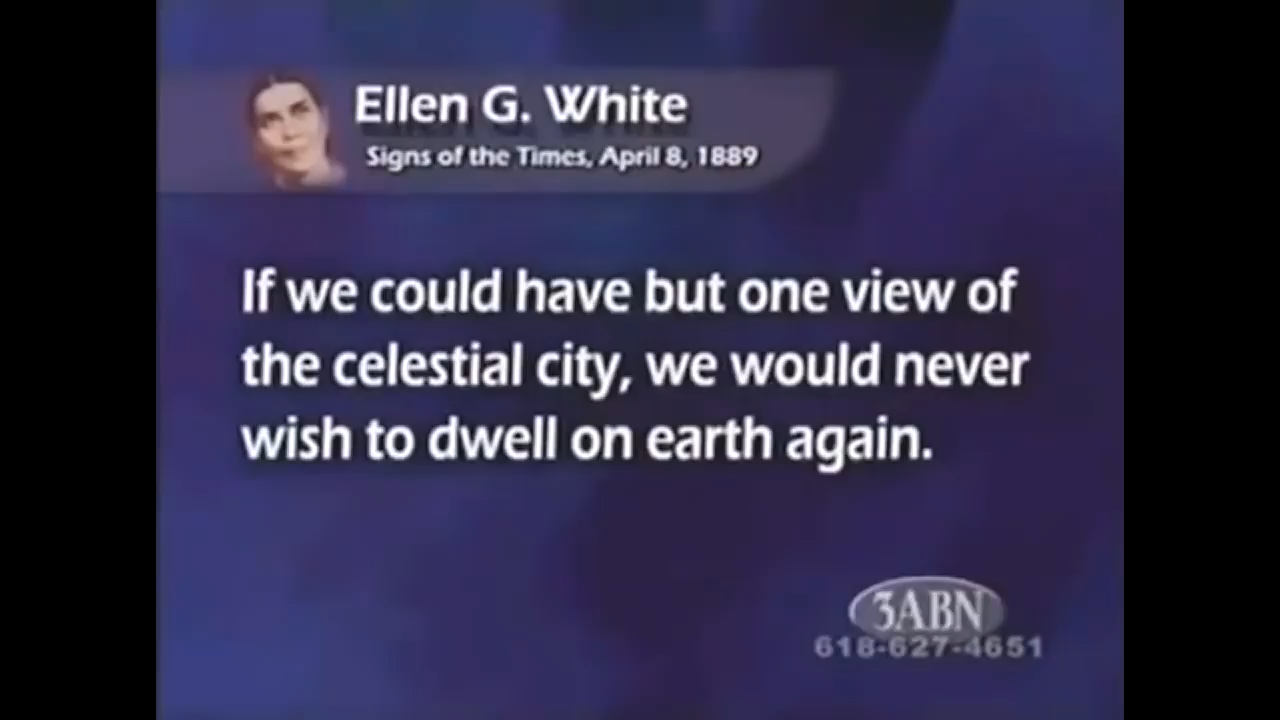 Ellen G. White
Signs of the Times, April 8, 1889
If we could have but one view of
the celestial city, we would never
wish to dwell on earth again.
3ABN
618-627-4651